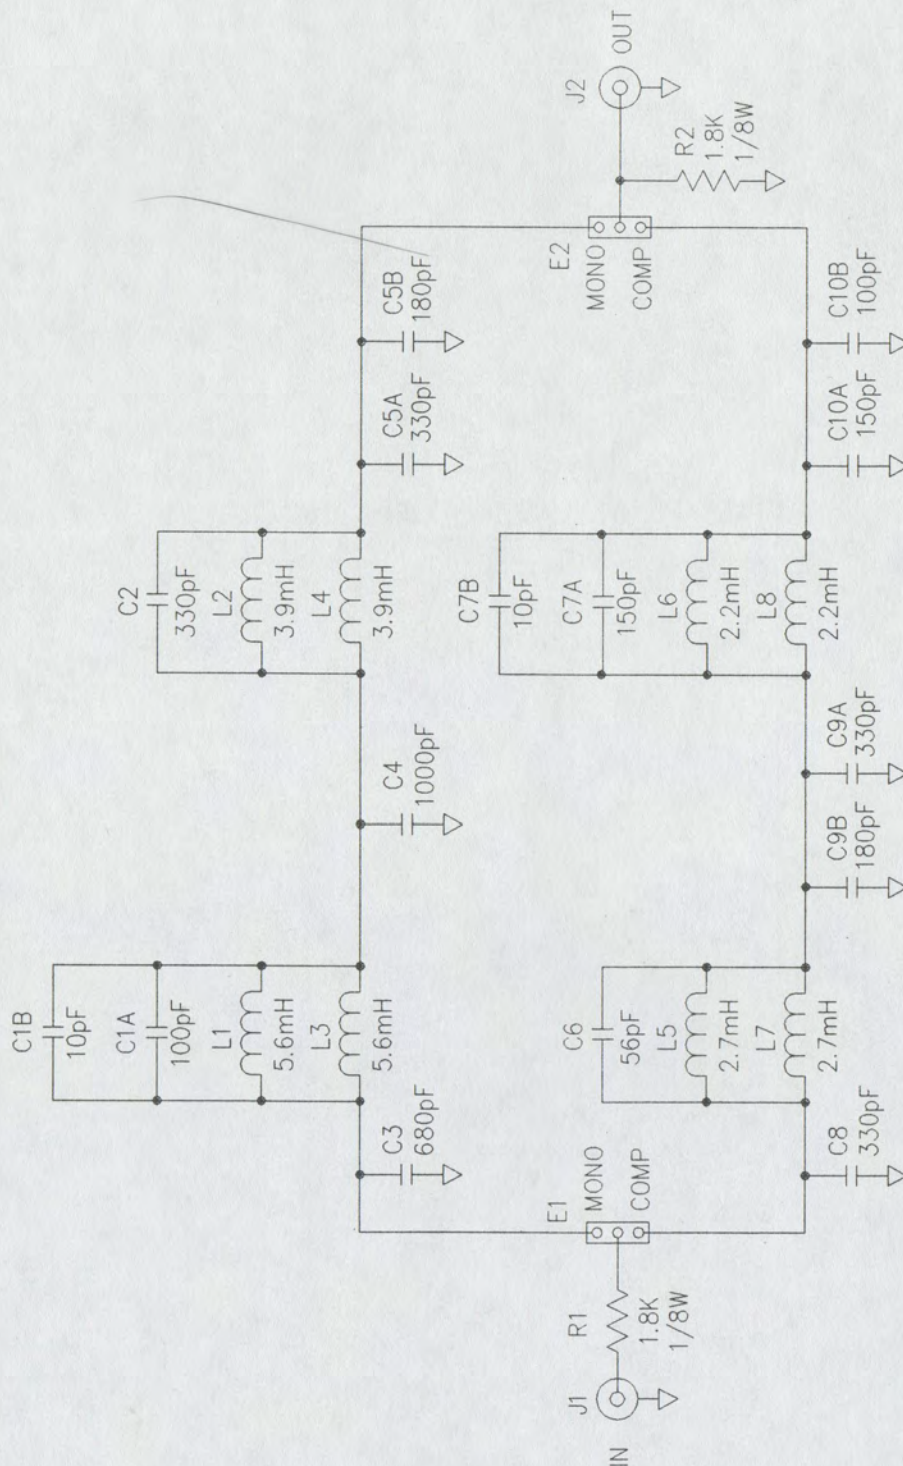 C1B
10pF
C1A
100pF
L1
5.6mH
L3
5.6mH
C3
680pF
C4
1000pF
C2
330pF
L2
3.9mH
L4
3.9mH
C5A
330pF
C5B
180pF
IN
J1
R1
1.8K
1/8W
E1
MONO
COMP
C6
56pF
L5
2.7mH
L7
2.7mH
C8
330pF
C9B
180pF
C9A
330pF
C7B
10pF
C7A
150pF
L6
2.2mH
L8
2.2mH
C10A
150pF
C10B
100pF
E2
MONO
COMP
R2
1.8K
1/8W
J2
OUT